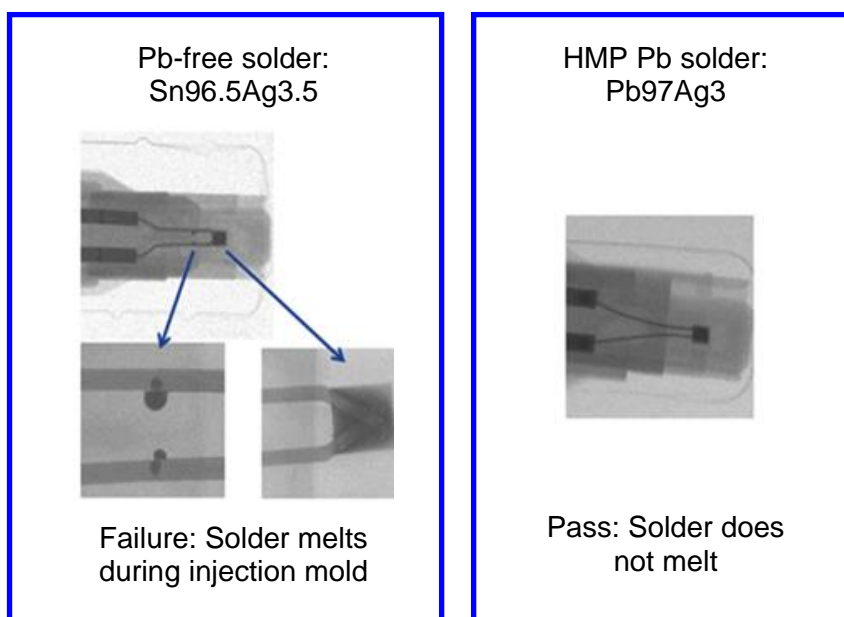 Pb-free solder:
Sn96.5Ag3.5
Failure: Solder melts
during injection mold
HMP Pb solder:
Pb97Ag3
Pass: Solder does
not melt